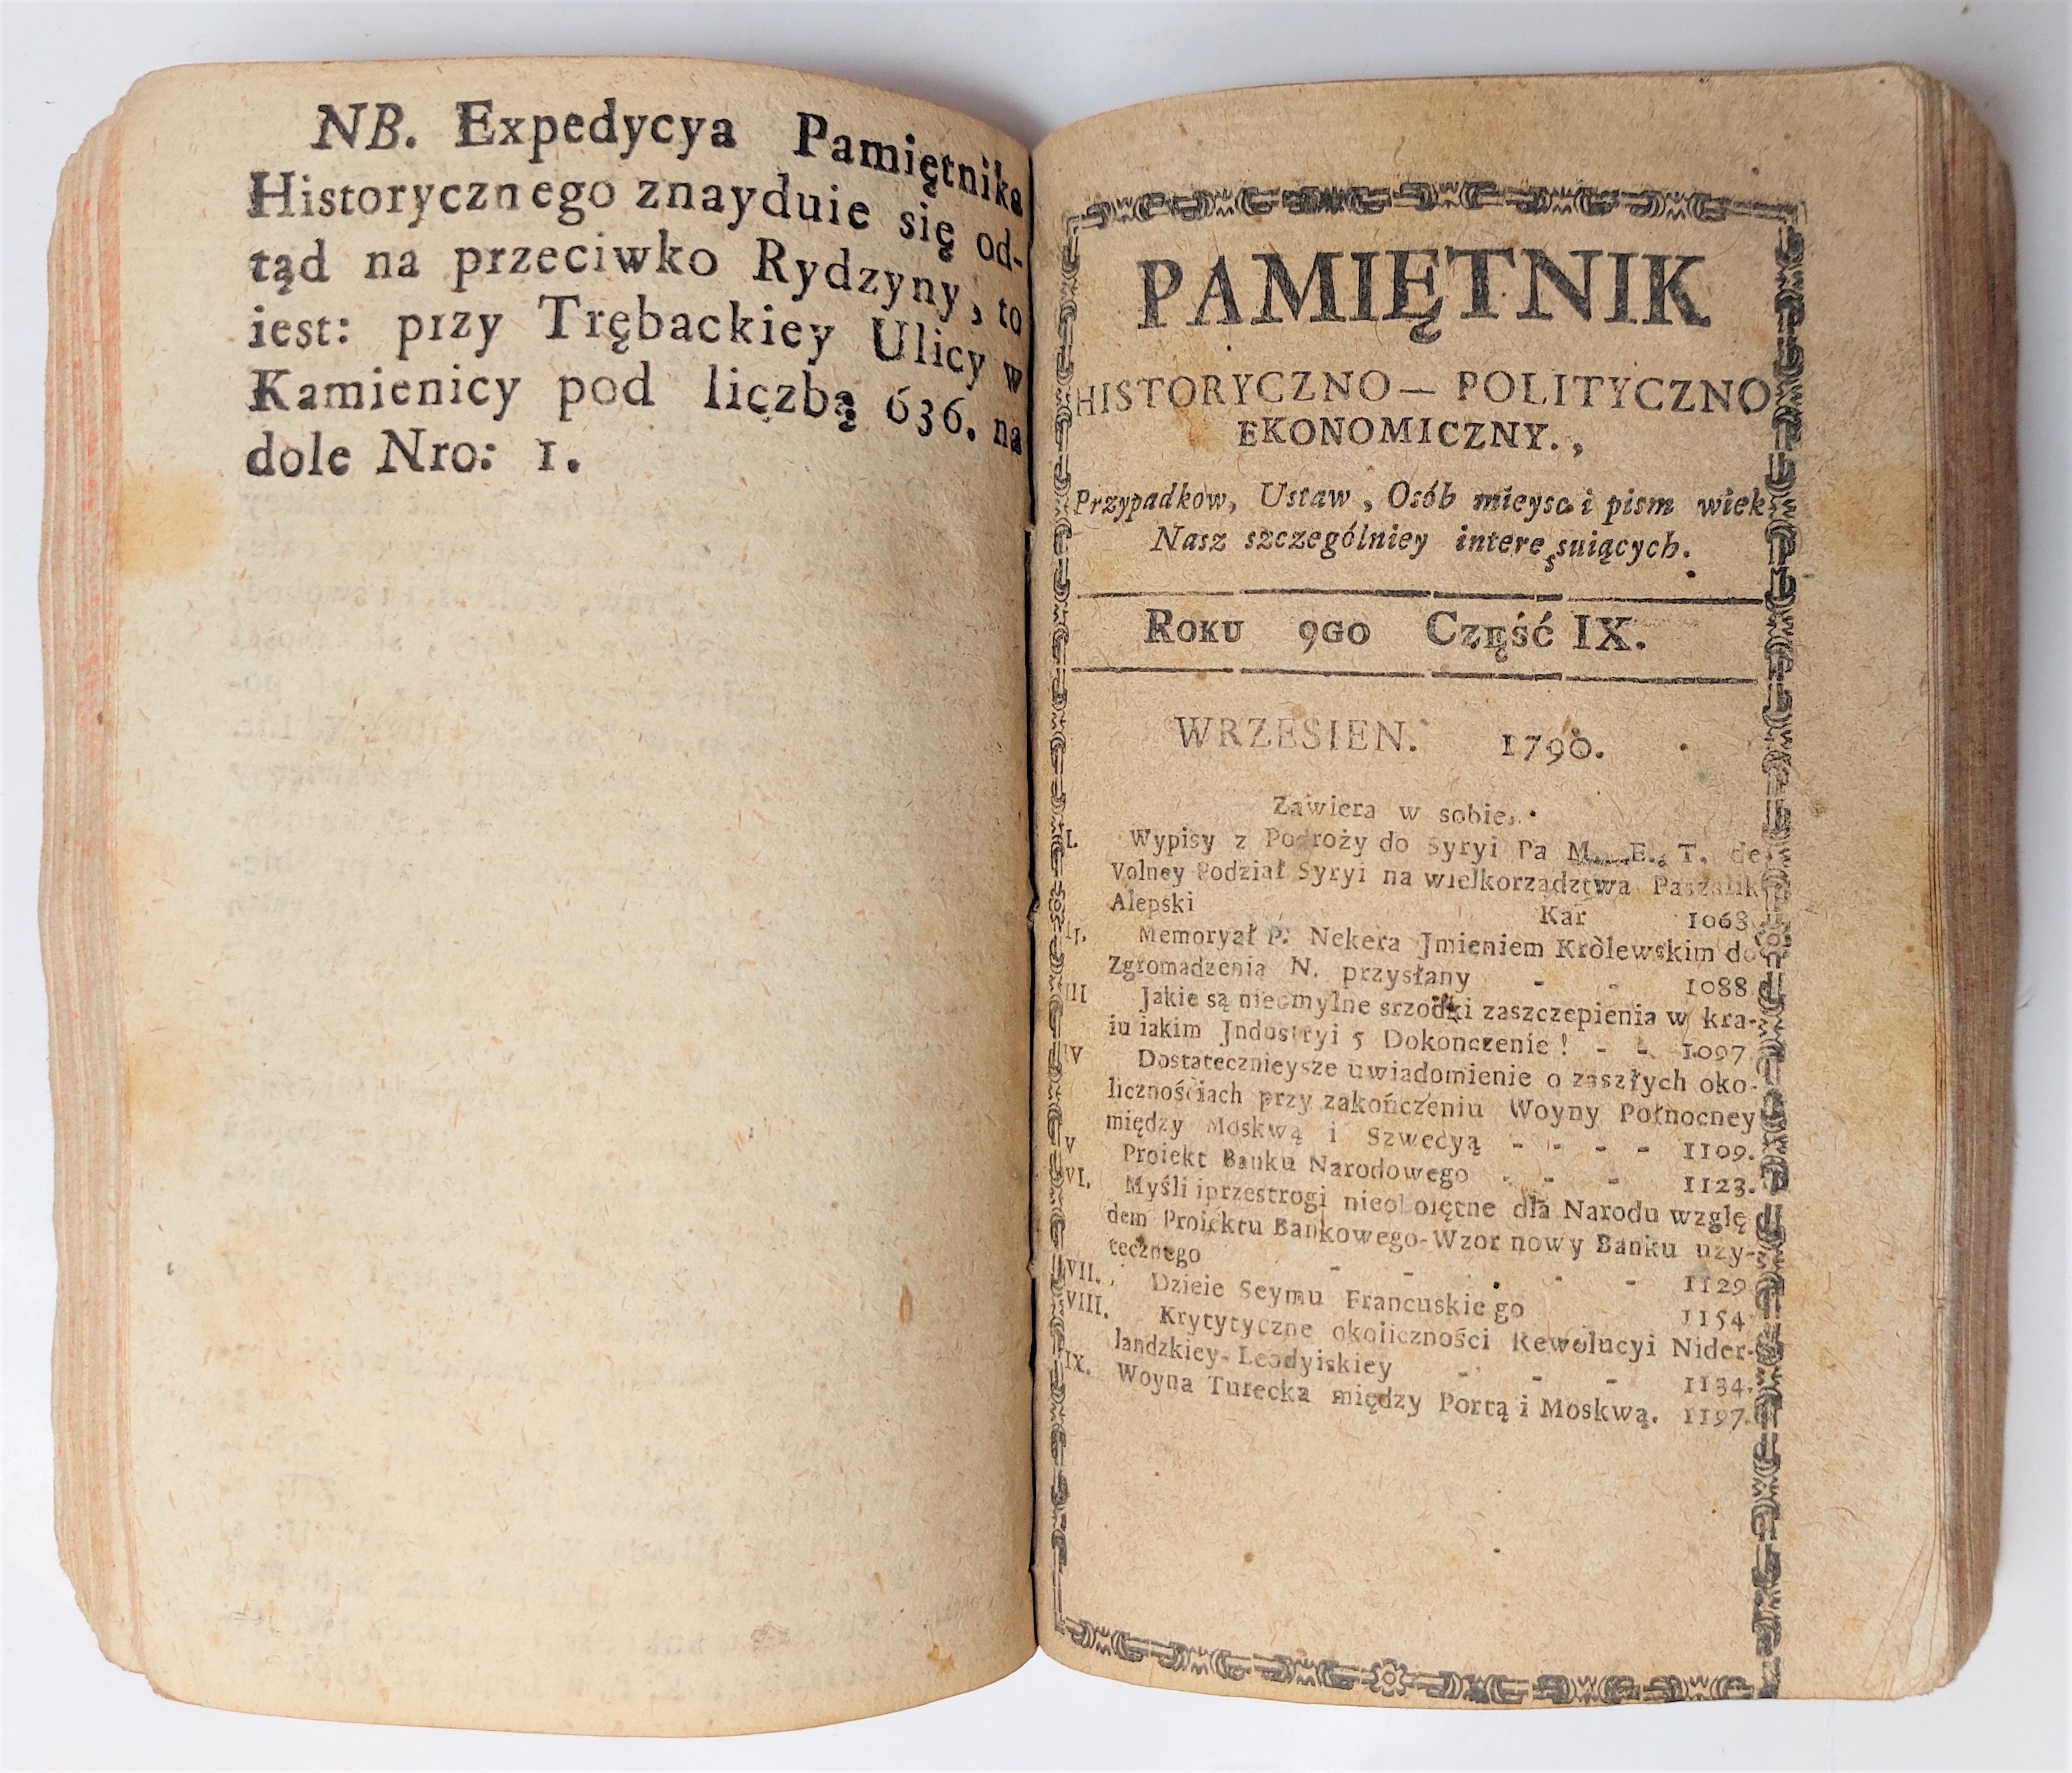 NB. Expedycya Pamiętnika
Historycznego znayduie się od-
tąd na przeciwko Rydzyny, to
iest: przy Trębackiey Ulicy w
Kamienicy pod liczbą 636. na
dole Nro: 1.
PAMIĘTNIK
HISTORYCZNO — POLITYCZNO
EKONOMICZNY.,
Przypadkow, Ustaw, Osób mieysc i pism wiek
Nasz szczególniey interesuiących.
ROKU 9GO CZĘŚĆ IX.
WRZESIEN. 1790.
Zawiera w sobie.
I. Wypisy z Podroży do Syryi Pa M. E. T. de
Volney Podział Syryi na wielkorządztwa Paszalik
Alepski Kar 1068
II. Memoryał P. Nekera Jmieniem Kròlewskim do
Zgromadzenia N. przysłany - - 1088
III Jakie są nieomylne srzodki zaszczepienia w kra-
iu iakim Jndustryi 5 Dokonczenie ! - - 1097
IV Dostatecznieysze uwiadomienie o zaszłych oko-
licznościach przy zakończeniu Woyny Połnocney
między Moskwą i Szwecyą - - - - 1109.
V Proiekt Banku Narodowego - - - 1123.
VI. Myśli iprzestrogi nieoboiętne dla Narodu wzglę
dem Proiektu Bankowego-Wzor nowy Banku uzy-
tecznego - - - - - 1129
VII. Dzieie Seymu Francuskie go 1154
VIII. Krytytyczne okoliczności Rewolucyi Nider-
landzkiey- Leodyiskiey - - - 1184.
IX. Woyna Turecka między Portą i Moskwą. 1197.